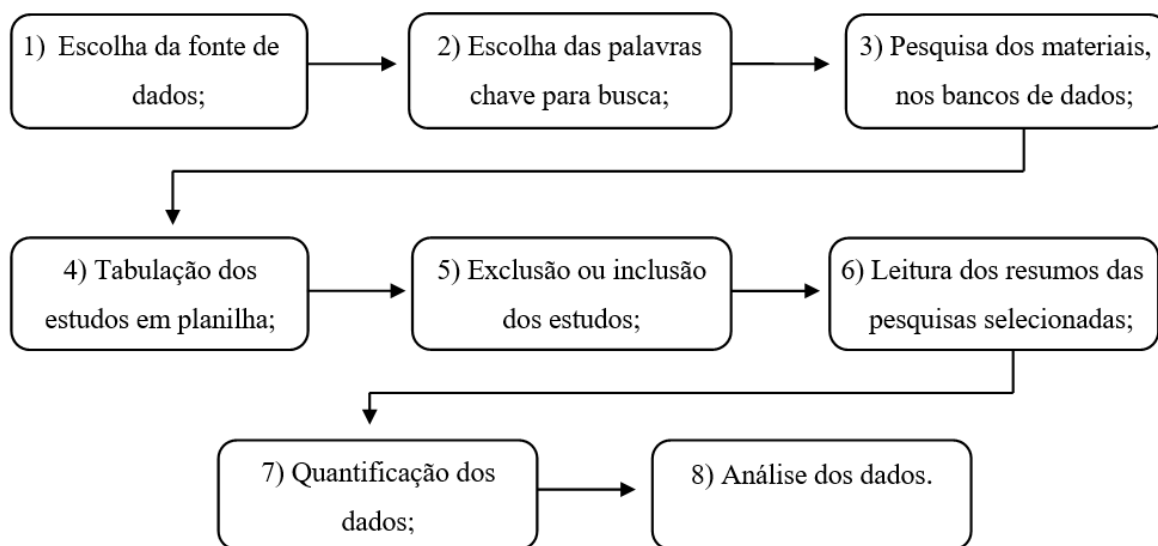 1) Escolha da fonte de
dados;
2) Escolha das palavras
chave para busca;
3) Pesquisa dos materiais,
nos bancos de dados;
4) Tabulação dos
estudos em planilha;
5) Exclusão ou inclusão
dos estudos;
6) Leitura dos resumos das
pesquisas selecionadas;
7) Quantificação dos
dados;
8) Análise dos dados.